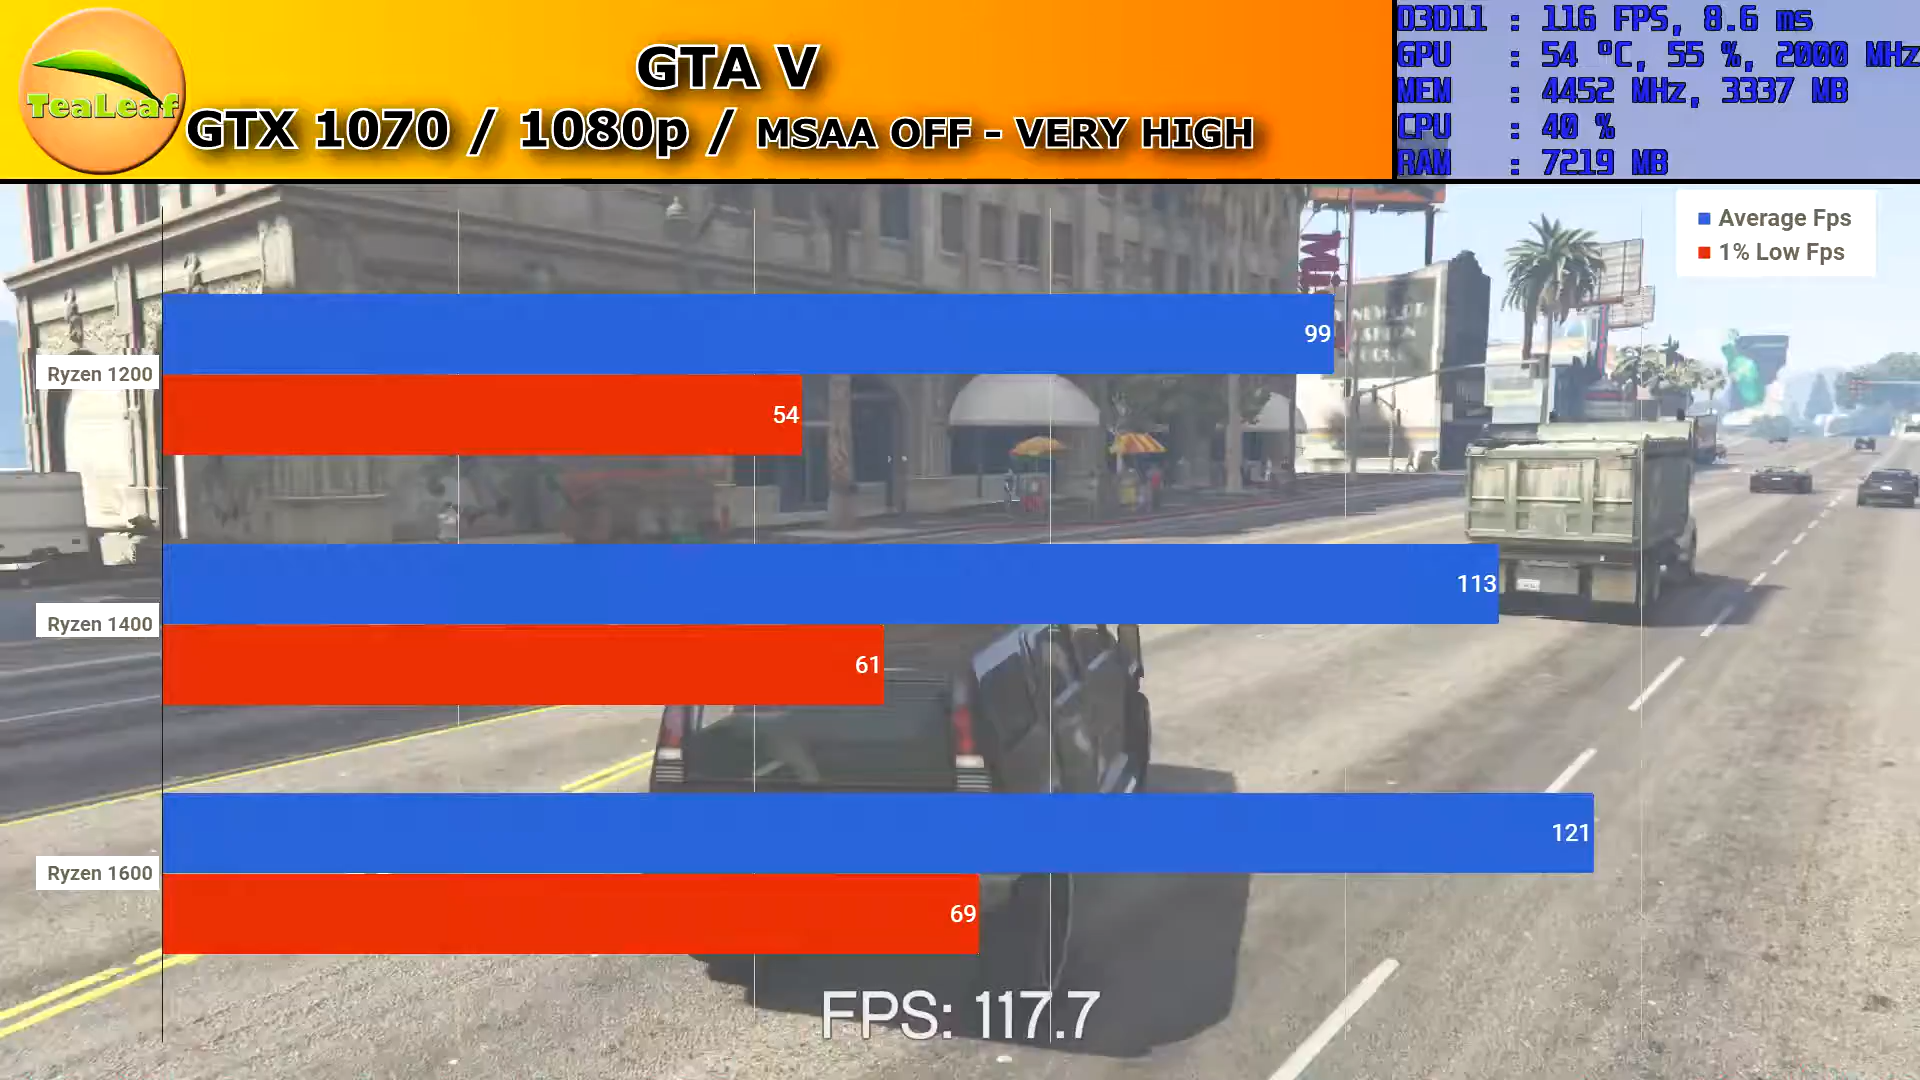 TeaLeaf
GTA V
GTX 1070 / 1080p / MSAA OFF - VERY HIGH
D3D11 : 116 FPS, 8.6 ms
GPU : 54 °C, 55 %, 2000 MHz
MEM : 4452 MHz, 3337 MB
CPU : 40 %
RAM : 7219 MB
Average Fps
1% Low Fps
Ryzen 1200
99
54
Ryzen 1400
113
61
Ryzen 1600
121
69
FPS: 117.7